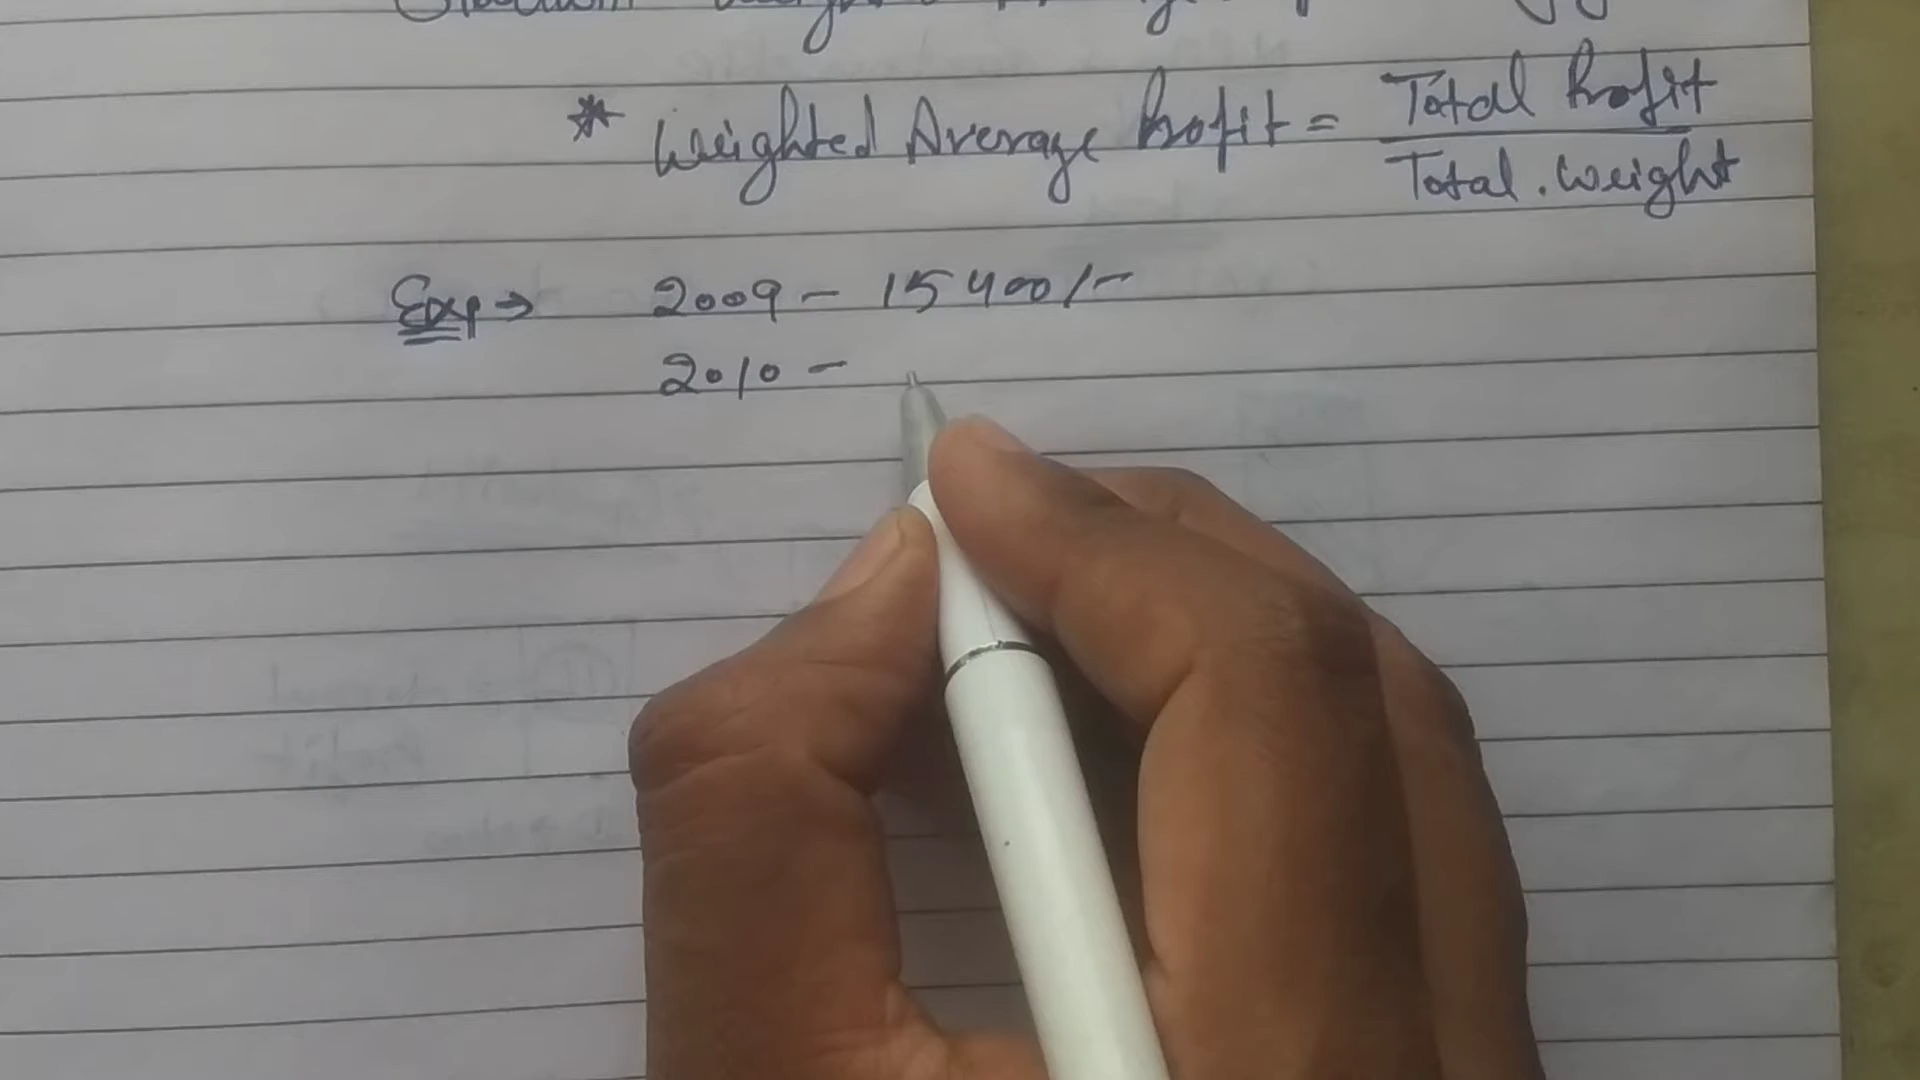 * Weighted Average Profit = Total Profit / Total . Weight
Exp → 2009 - 15400/-
2010 -